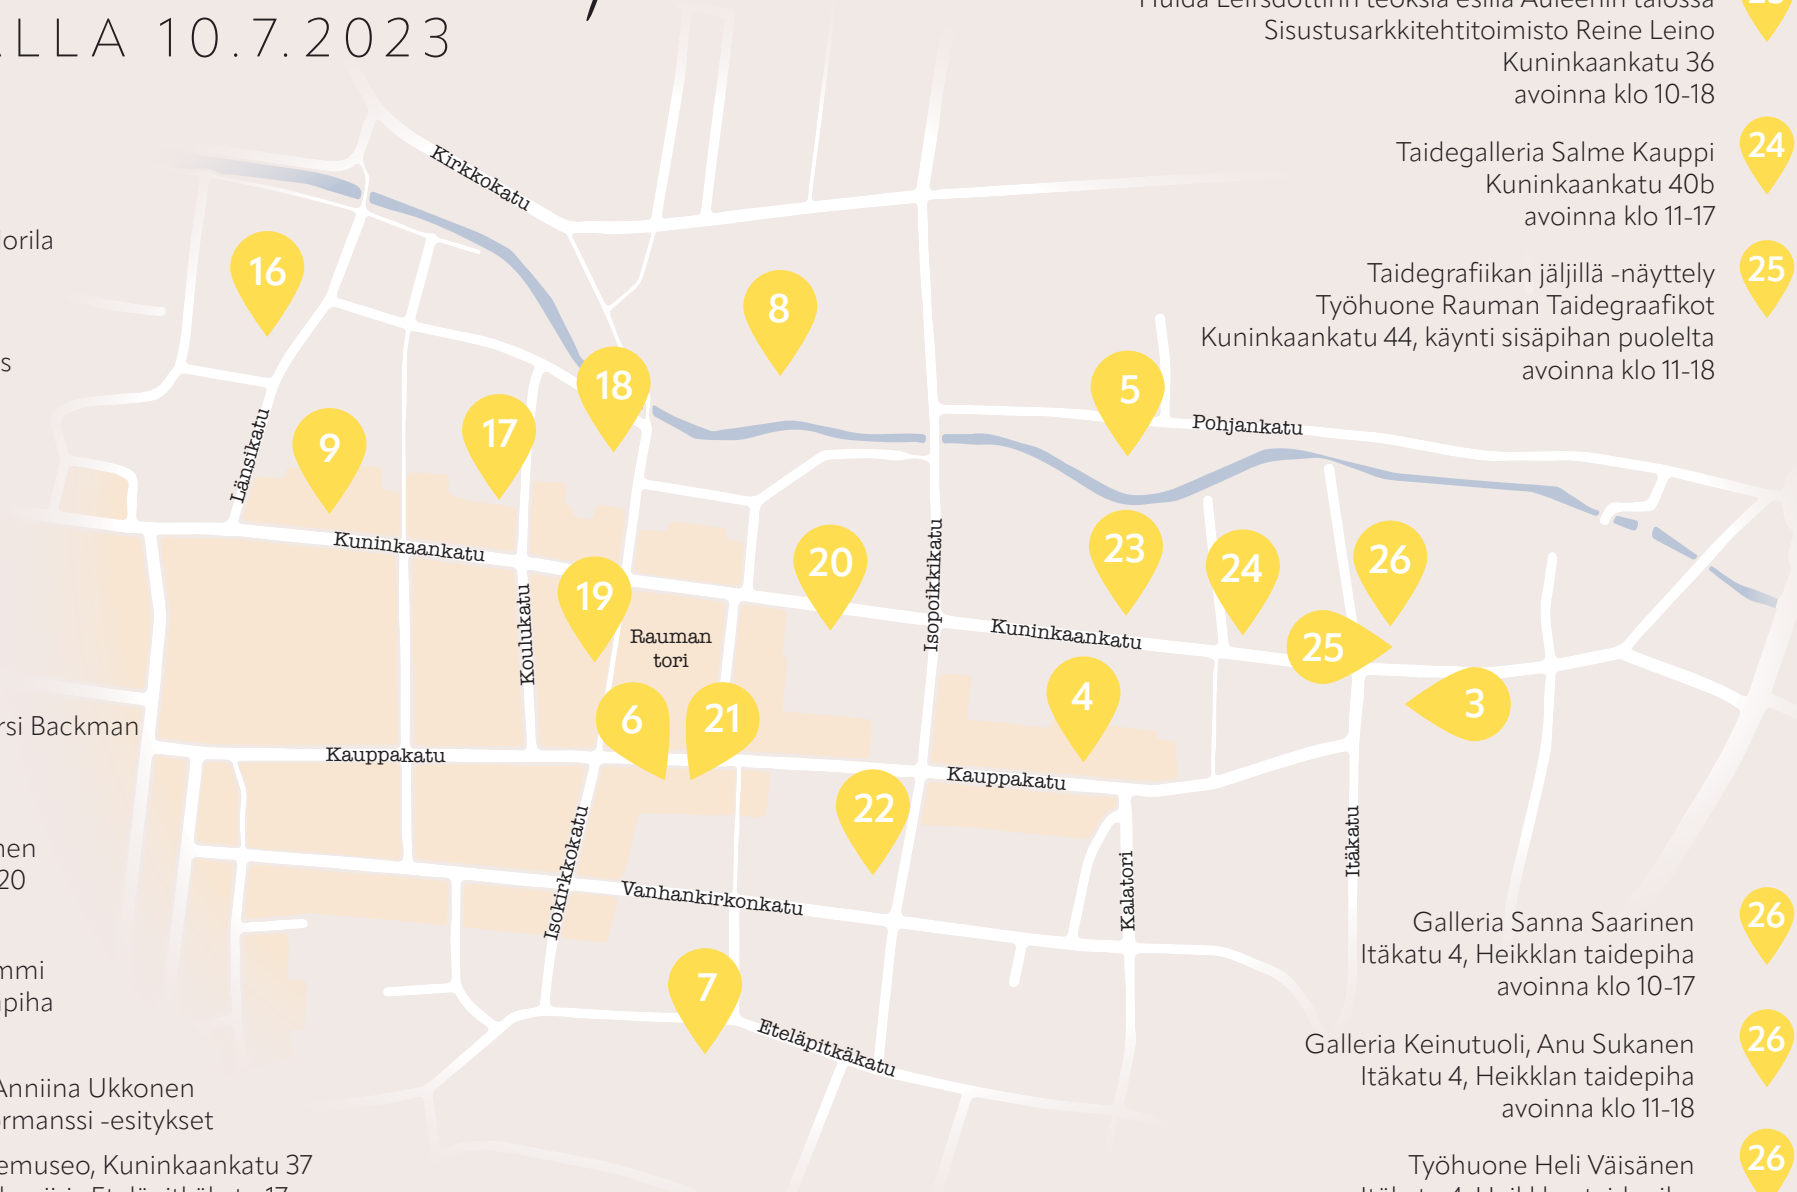 LLA 10.7.2023
Sisustusarkkitehtitoimisto Reine Leino
Kuninkaankatu 36
avoinna klo 10-18
24
Taidegalleria Salme Kauppi
Kuninkaankatu 40b
avoinna klo 11-17
25
Taidegrafiikan jäljillä -näyttely
Työhuone Rauman Taidegraafikot
Kuninkaankatu 44, käynti sisäpihan puolelta
avoinna klo 11-18
Kirkkokatu
16
8
18
5
Pohjankatu
9
17
Länsikatu
Kuninkaankatu
Koulukatu
19
Rauman
tori
20
Isopoikkikatu
23
24
26
Kuninkaankatu
25
4
3
6
21
rsi Backman
Kauppakatu
Kauppakatu
22
20
Isokirkkokatu
Vanhankirkonkatu
Kalatori
Itäkatu
7
Eteläpitkäkatu
Anniina Ukkonen
rmanssi -esitykset
emuseo, Kuninkaankatu 37
26
Galleria Sanna Saarinen
Itäkatu 4, Heikklan taidepiha
avoinna klo 10-17
26
Galleria Keinutuoli, Anu Sukanen
Itäkatu 4, Heikklan taidepiha
avoinna klo 11-18
26
Työhuone Heli Väisänen